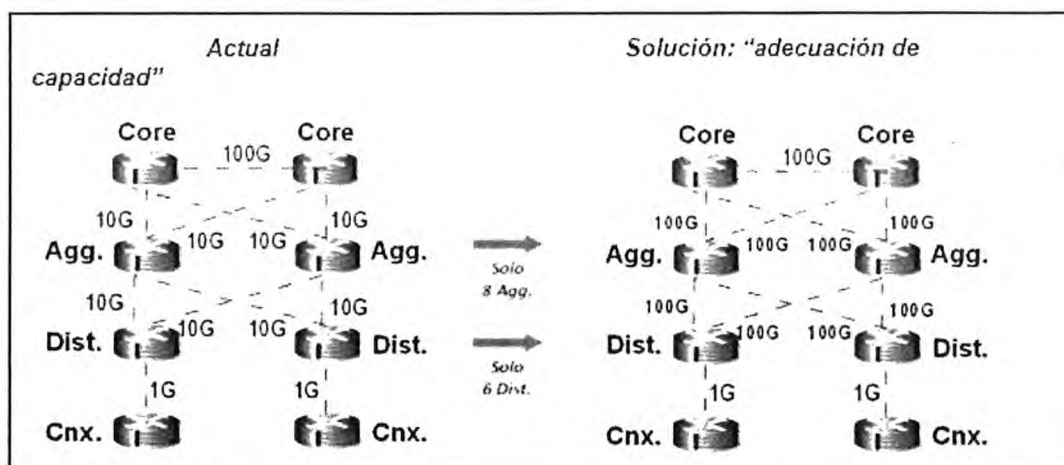 Actual
Solución: “adecuación de
capacidad”
Core
Core
100G
10G
10G
10G
10G
Agg.
Agg.
10G
10G
10G
10G
Dist.
Dist.
1G
1G
Cnx.
Cnx.
Solo
8 Agg.
Solo
6 Dist.
Core
Core
100G
100G
100G
100G
100G
Agg.
Agg.
100G
100G
100G
100G
Dist.
Dist.
1G
1G
Cnx.
Cnx.